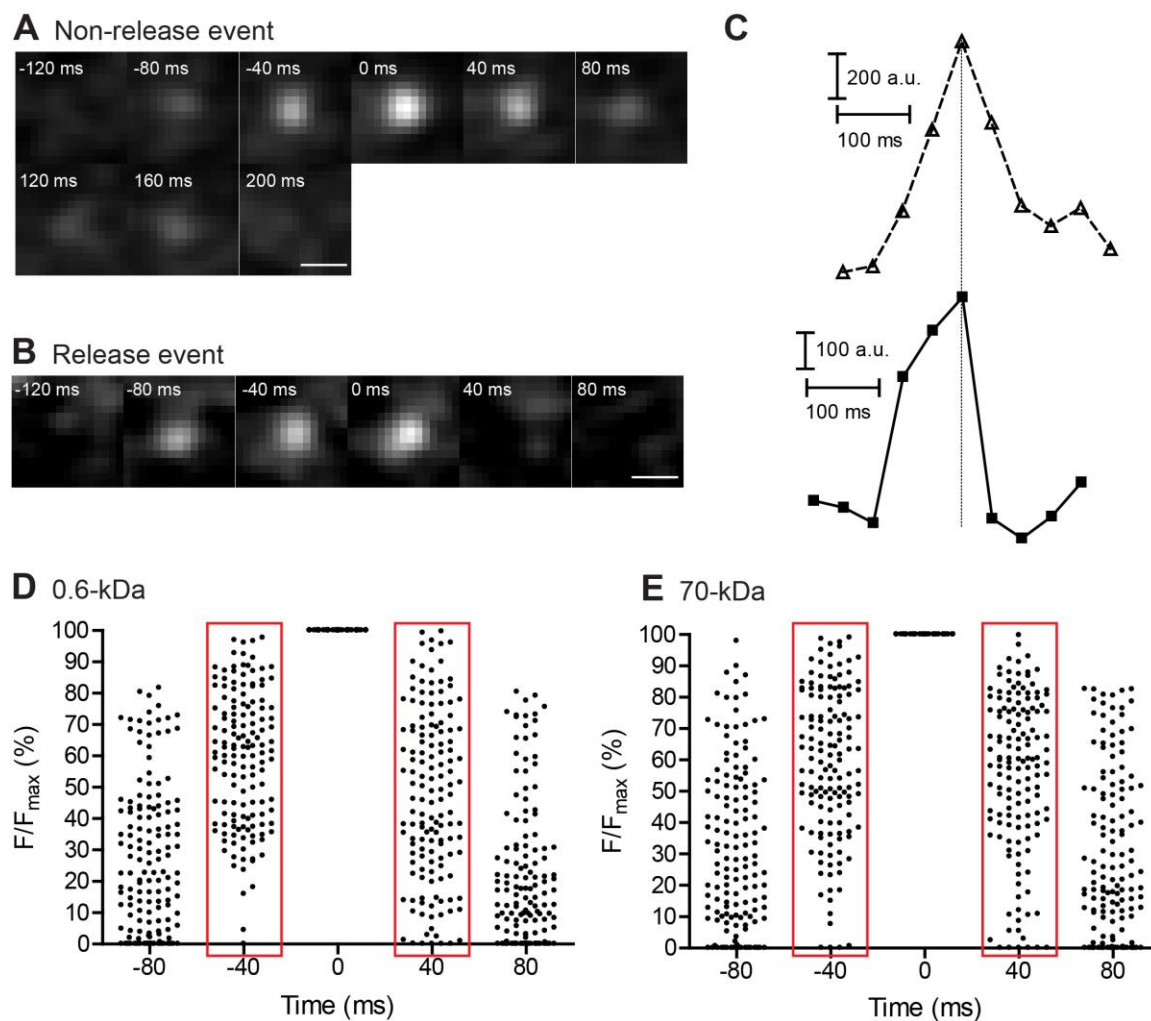 A Non-release event
-120 ms -80 ms -40 ms 0 ms 40 ms 80 ms
120 ms 160 ms 200 ms
B Release event
-120 ms -80 ms -40 ms 0 ms 40 ms 80 ms
C
200 a.u.
100 ms
100 a.u.
100 ms
D 0.6-kDa
100
90
80
70
60
50
40
30
20
10
0
F/Fmax (%)
-80 -40 0 40 80
Time (ms)
E 70-kDa
100
90
80
70
60
50
40
30
20
10
0
F/Fmax (%)
-80 -40 0 40 80
Time (ms)